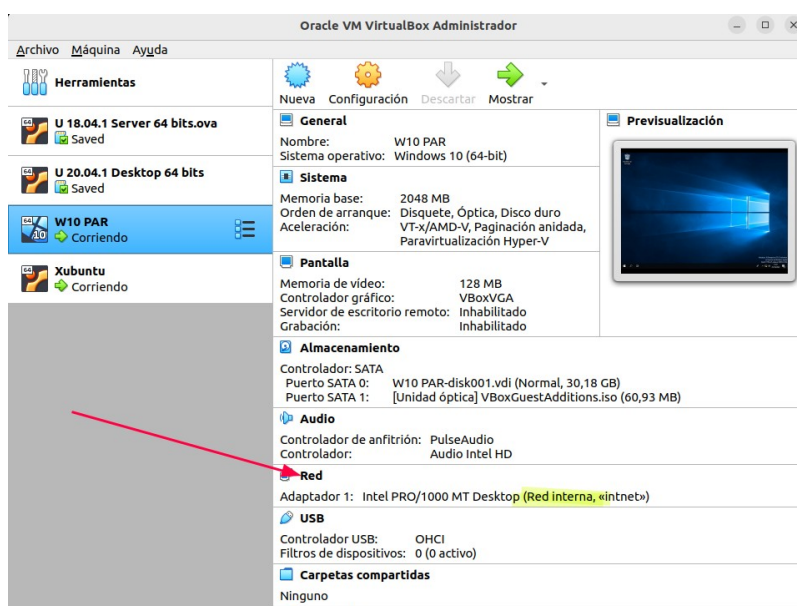 Oracle VM VirtualBox Administrador
Archivo Máquina Ayuda
Herramientas
Nueva Configuración Descartar Mostrar
U 18.04.1 Server 64 bits.ova
Saved
U 20.04.1 Desktop 64 bits
Saved
W10 PAR
Corriendo
Xubuntu
Corriendo
General
Nombre: W10 PAR
Sistema operativo: Windows 10 (64-bit)
Previsualización
Sistema
Memoria base: 2048 MB
Orden de arranque: Disquete, Óptica, Disco duro
Aceleración: VT-x/AMD-V, Paginación anidada,
Paravirtualización Hyper-V
Pantalla
Memoria de vídeo: 128 MB
Controlador gráfico: VBoxVGA
Servidor de escritorio remoto: Inhabilitado
Grabación: Inhabilitado
Almacenamiento
Controlador: SATA
Puerto SATA 0: W10 PAR-disk001.vdi (Normal, 30,18 GB)
Puerto SATA 1: [Unidad óptica] VBoxGuestAdditions.iso (60,93 MB)
Audio
Controlador de anfitrión: PulseAudio
Controlador: Audio Intel HD
Red
Adaptador 1: Intel PRO/1000 MT Desktop (Red interna, «intnet»)
USB
Controlador USB: OHCI
Filtros de dispositivos: 0 (0 activo)
Carpetas compartidas
Ninguno